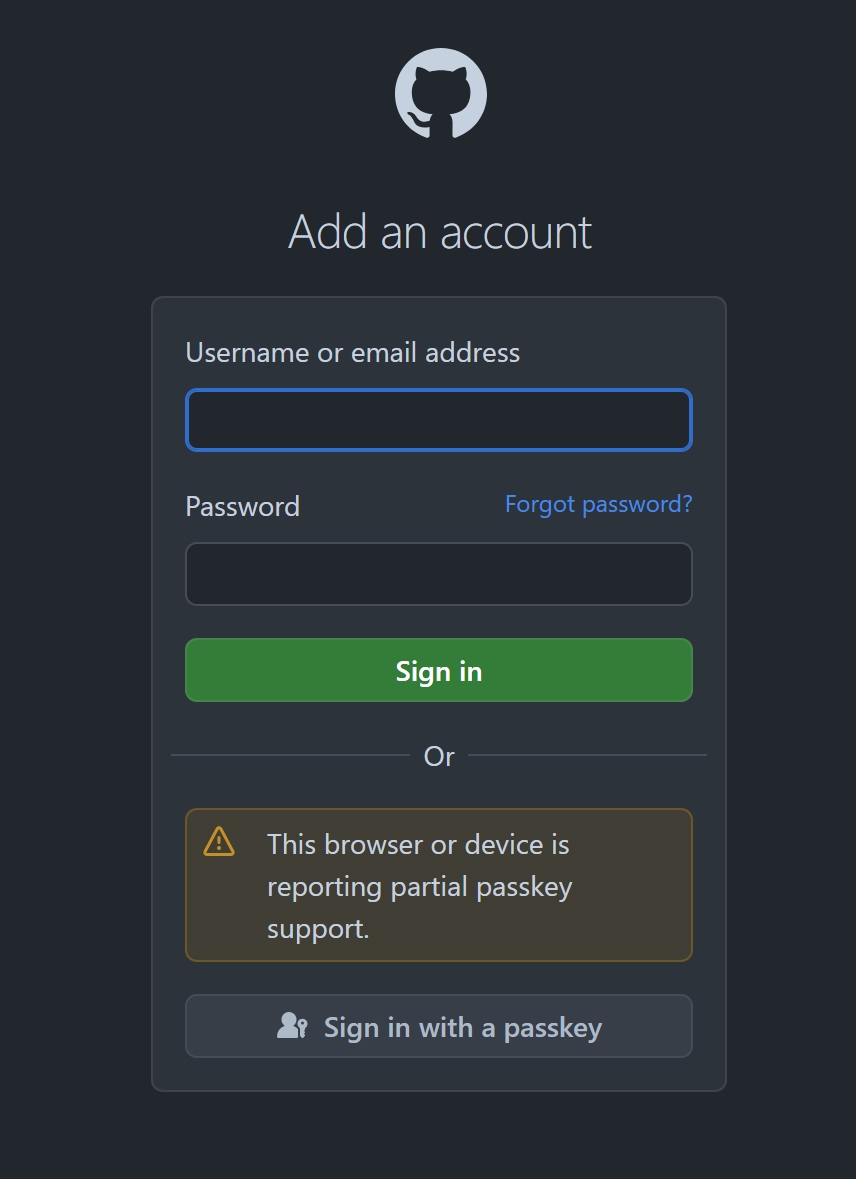 Add an account
Username or email address
Password
Forgot password?
Sign in
Or
This browser or device is
reporting partial passkey
support.
Sign in with a passkey